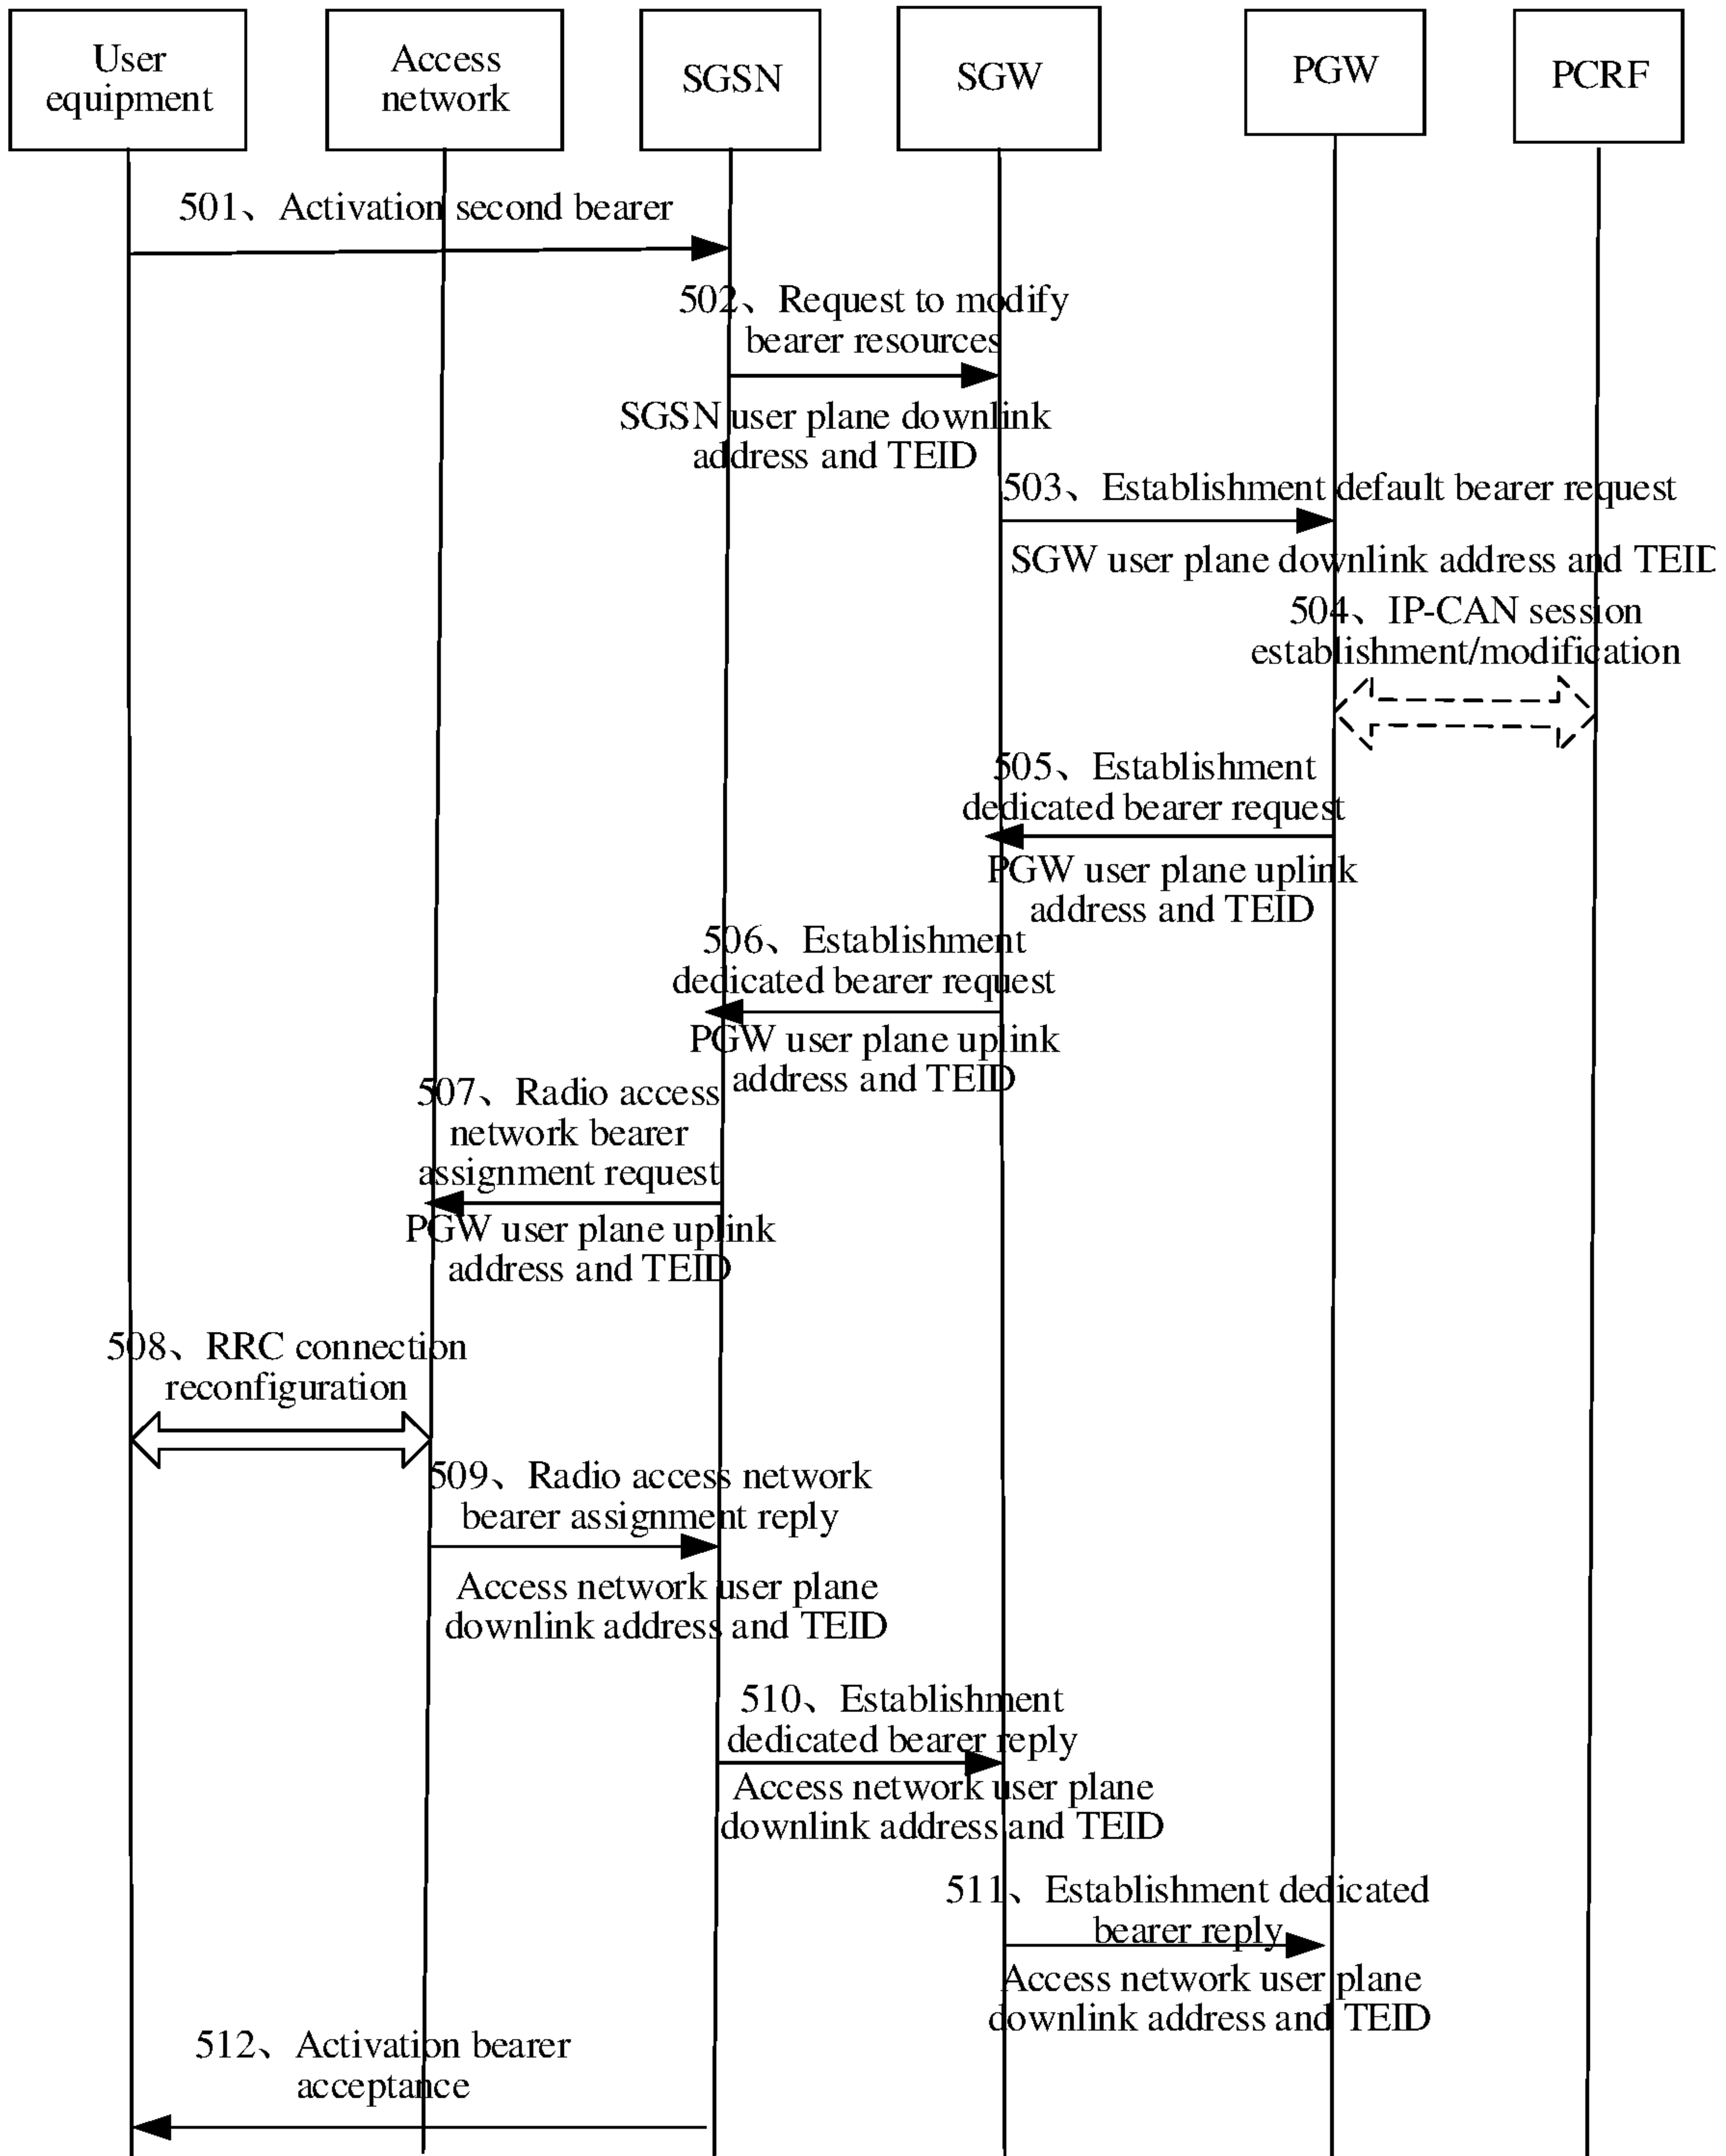 User
equipment
Access
network
SGSN
SGW
PGW
PCRF
501、Activation second bearer
502、Request to modify
bearer resources
SGSN user plane downlink
address and TEID
503、Establishment default bearer request
SGW user plane downlink address and TEID
504、IP-CAN session
establishment/modification
505、Establishment
dedicated bearer request
PGW user plane uplink
address and TEID
506、Establishment
dedicated bearer request
PGW user plane uplink
address and TEID
507、Radio access
network bearer
assignment request
PGW user plane uplink
address and TEID
508、RRC connection
reconfiguration
509、Radio access network
bearer assignment reply
Access network user plane
downlink address and TEID
510、Establishment
dedicated bearer reply
Access network user plane
downlink address and TEID
511、Establishment dedicated
bearer reply
Access network user plane
downlink address and TEID
512、Activation bearer
acceptance